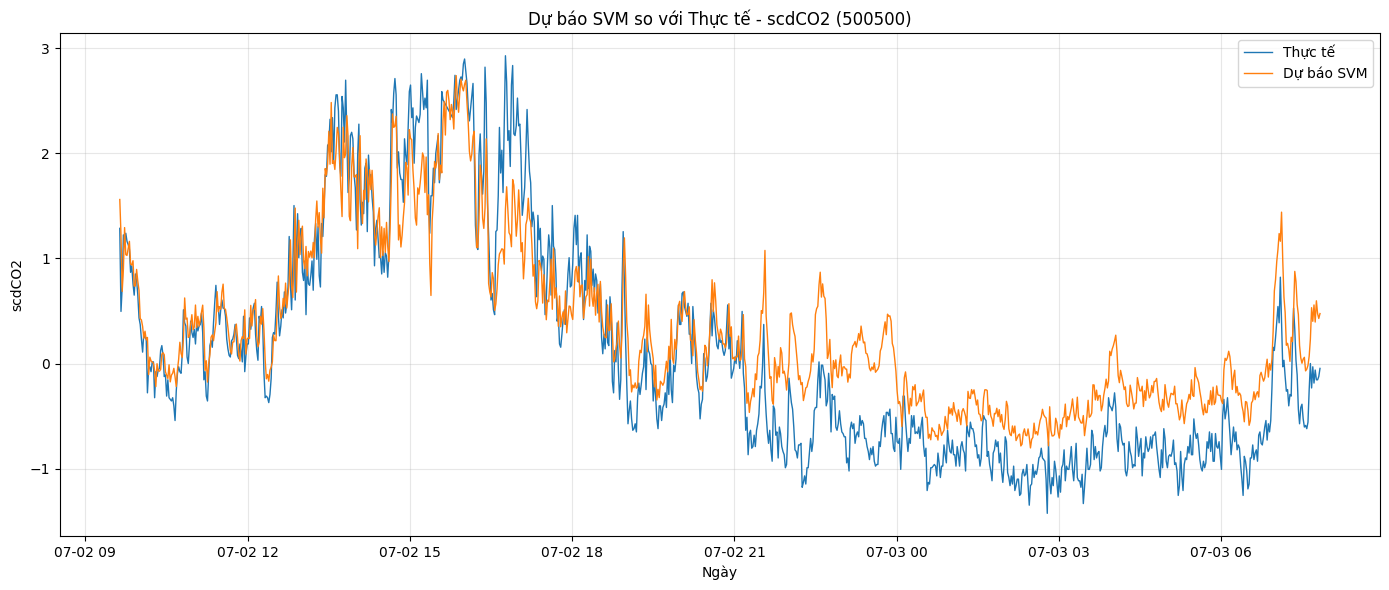 Dự báo SVM so với Thực tế - scdCO2 (500500)
Thực tế
Dự báo SVM
scdCO2
3
2
1
0
−1
07-02 09
07-02 12
07-02 15
07-02 18
07-02 21
07-03 00
07-03 03
07-03 06
Ngày